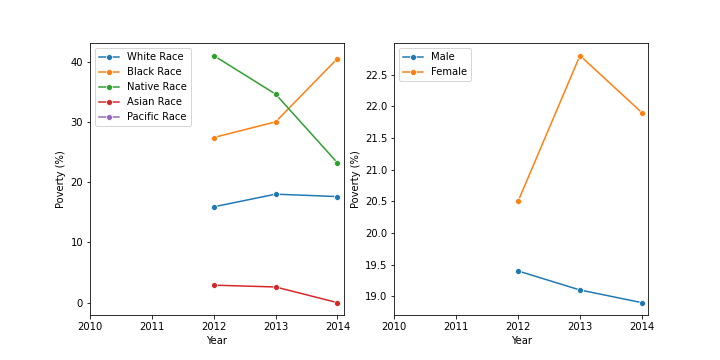 White Race
Black Race
Native Race
Asian Race
Pacific Race
40
30
20
10
0
Poverty (%)
2010 2011 2012 2013 2014
Year
Male
Female
22.5
22.0
21.5
21.0
20.5
20.0
19.5
19.0
Poverty (%)
2010 2011 2012 2013 2014
Year